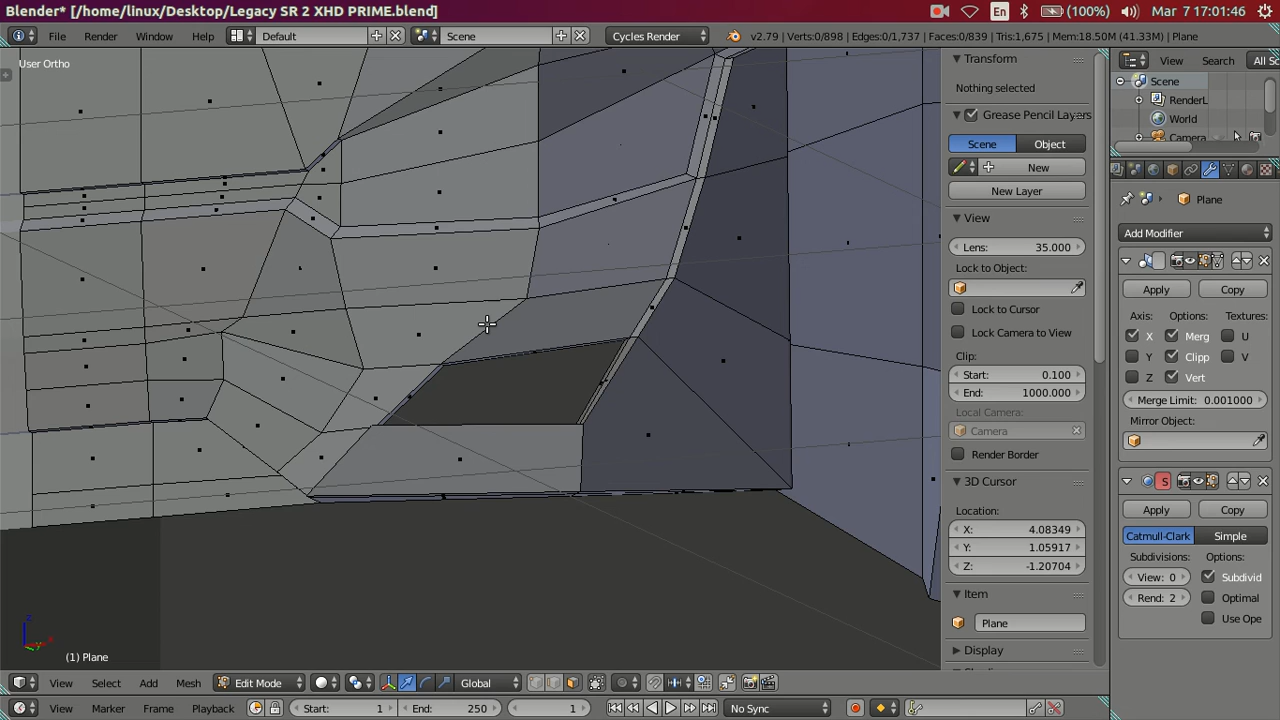 Blender* [/home/linux/Desktop/Legacy SR 2 XHD PRIME.blend]
En
(100%)
Mar 7 17:01:46
File Render Window Help
Default
Scene
Cycles Render
v2.79 | Verts:0/898 | Edges:0/1,737 | Faces:0/839 | Tris:1,675 | Mem:18.50M (41.33M) | Plane
User Ortho
Transform
Nothing selected
Grease Pencil Layers
Scene Object
New
New Layer
View
Lens: 35.000
Lock to Object:
Lock to Cursor
Lock Camera to View
Clip:
Start: 0.100
End: 1000.000
Local Camera:
Camera
Render Border
3D Cursor
Location:
X: 4.08349
Y: 1.05917
Z: -1.20704
Item
Plane
Display
View Search All Sc
Scene
RenderL
World
Camera
Plane
Add Modifier
Apply Copy
Axis: Options: Textures:
X Merg U
Y Clipp V
Z Vert
Merge Limit: 0.001000
Mirror Object:
S
Apply Copy
Catmull-Clark Simple
Subdivisions: Options:
View: 0 Subdivid
Rend: 2 Optimal
Use Ope
z
x
y
(1) Plane
View Select Add Mesh
Edit Mode
Global
View Marker Frame Playback
Start: 1
End: 250
1
No Sync